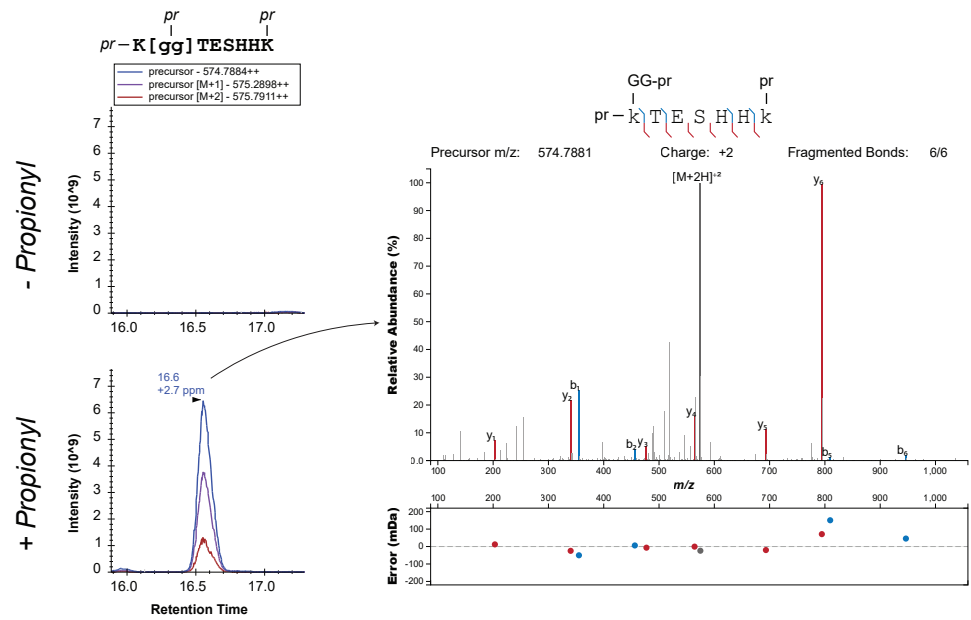 pr
pr
pr – K[gg]TESHHK
precursor - 574.7884++
precursor [M+1] - 575.2898++
precursor [M+2] - 575.7911++
- Propionyl
Intensity (10^9)
7
6
5
4
3
2
1
0
16.0 16.5 17.0
+ Propionyl
Intensity (10^9)
7
6
5
4
3
2
1
0
16.6
+2.7 ppm
16.0 16.5 17.0
Retention Time
GG-pr pr
pr – k T E S H H k
Precursor m/z: 574.7881 Charge: +2 Fragmented Bonds: 6/6
Relative Abundance (%)
100
90
80
70
60
50
40
30
20
10
0.0
[M+2H]⁺²
y₆
y₁
y₂
b₁
b₂
y₃
y₄
y₅
b₅
b₆
100 200 300 400 500 600 700 800 900 1,000
m/z
100 200 300 400 500 600 700 800 900 1,000
Error (mDa)
200
100
0
-100
-200